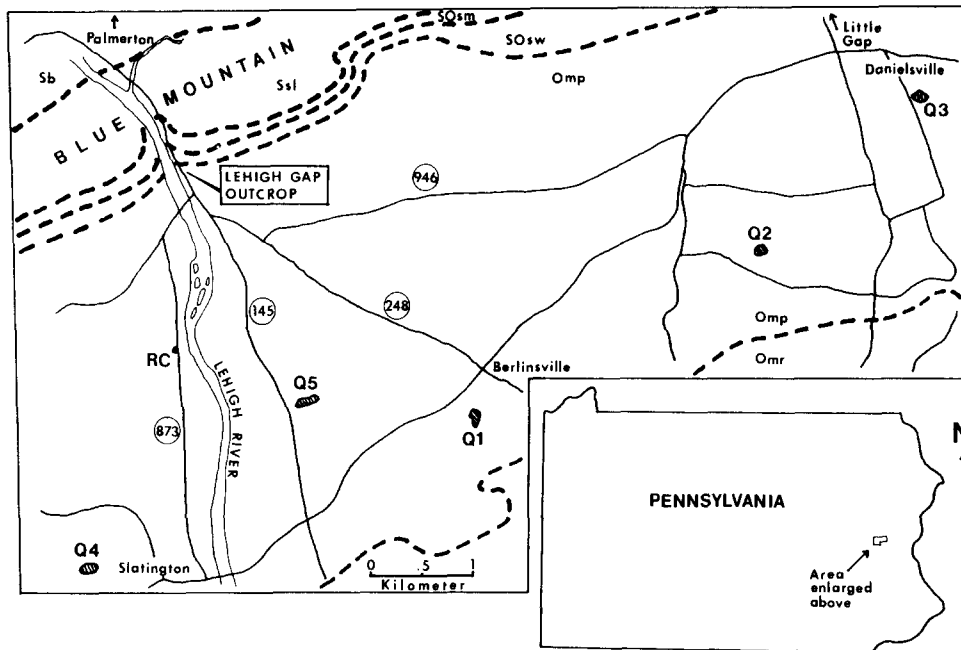 Palmerton
SOsm
SOsw
Little
Gap
Sb
BLUE MOUNTAIN
Ssl
Omp
Danielsville
Q3
LEHIGH GAP
OUTCROP
946
Q2
145
248
Omp
Omr
RC
Berlinsville
Q5
Q1
873
LEHIGH RIVER
Q4
Slatington
0 .5 1
Kilometer
N
PENNSYLVANIA
Area
enlarged
above